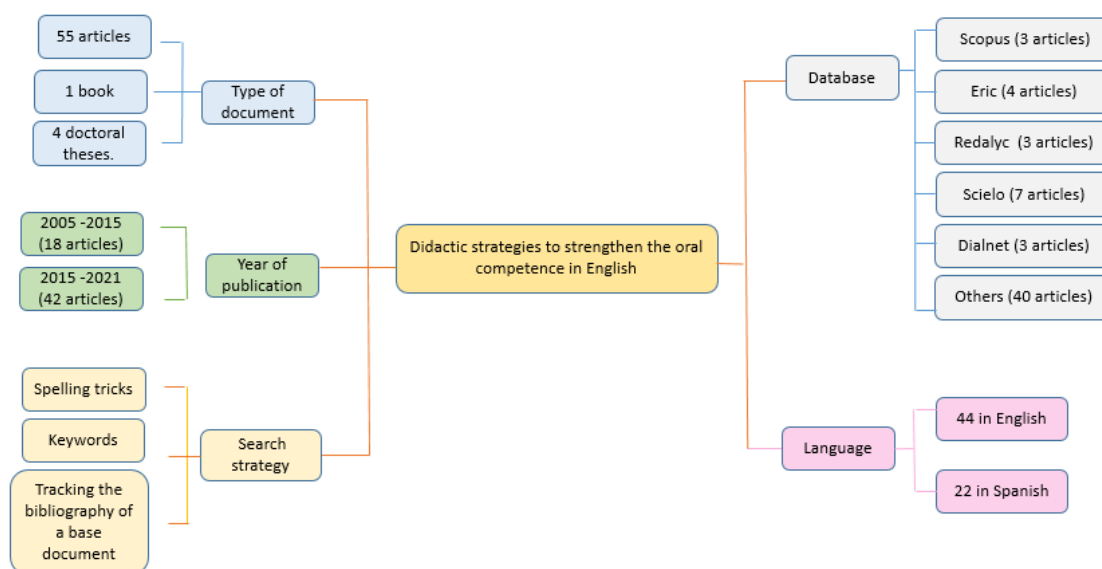 55 articles
1 book
4 doctoral
theses.
Type of
document
2005 -2015
(18 articles)
2015 -2021
(42 articles)
Year of
publication
Spelling tricks
Keywords
Tracking the
bibliography of
a base
document
Search
strategy
Didactic strategies to strengthen the oral
competence in English
Database
Scopus (3 articles)
Eric (4 articles)
Redalyc (3 articles)
Scielo (7 articles)
Dialnet (3 articles)
Others (40 articles)
Language
44 in English
22 in Spanish